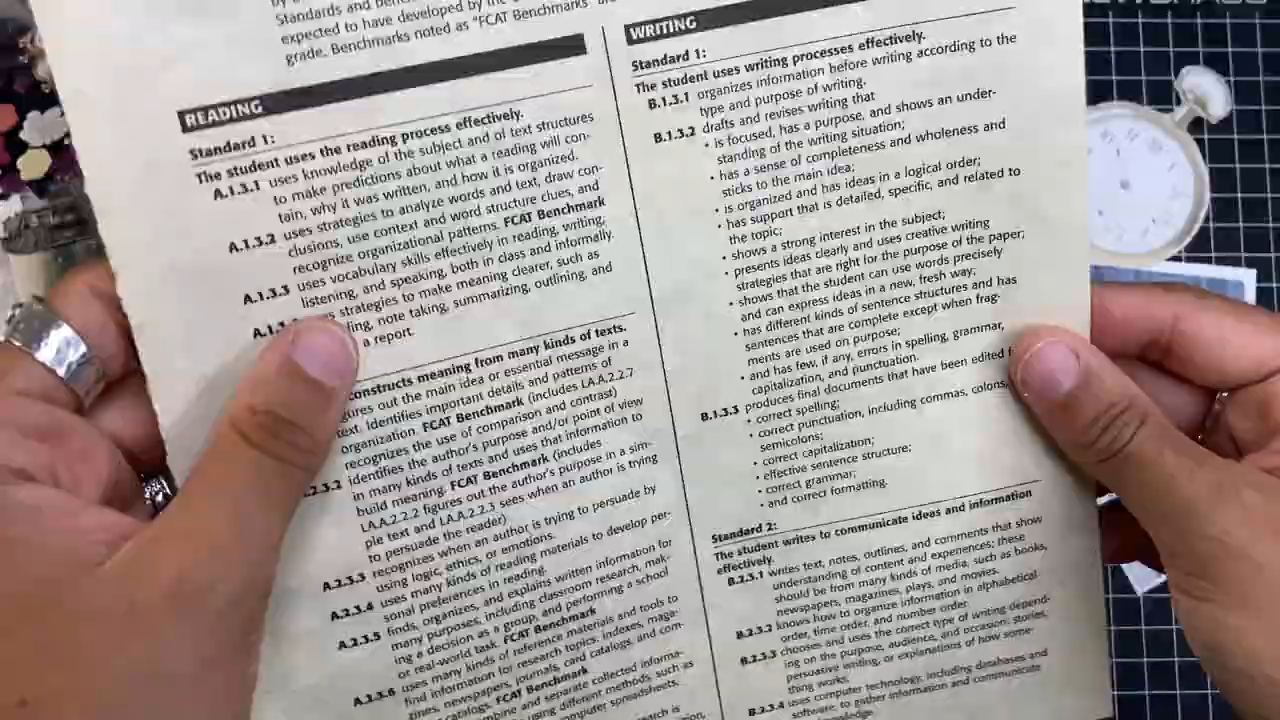 Standards and
expected to have developed by the
grade. Benchmarks noted as "FCAT Benchmarks"
READING
Standard 1:
The student uses the reading process effectively.
A.1.3.1 uses knowledge of the subject and of text structures
to make predictions about what a reading will con-
tain, why it was written, and how it is organized.
A.1.3.2 uses strategies to analyze words and text, draw con-
clusions, use context and word structure clues, and
recognize organizational patterns. FCAT Benchmark
A.1.3.3 uses vocabulary skills effectively in reading, writing,
listening, and speaking, both in class and informally.
strategies to make meaning clearer, such as
note taking, summarizing, outlining, and
a report.
constructs meaning from many kinds of texts.
out the main idea or essential message in a
text, identifies important details and patterns of
organization. FCAT Benchmark (includes LA.A.2.2.7
recognizes the use of comparison and contrast)
2.3.2 identifies the author's purpose and/or point of view
in many kinds of texts and uses that information to
build meaning. FCAT Benchmark (includes
LA.A.2.2.2 figures out the author's purpose in a sim-
ple text and LA.A.2.2.3 sees when an author is trying
to persuade the reader)
A.2.3.3 recognizes when an author is trying to persuade by
using logic, ethics, or emotions.
A.2.3.4 uses many kinds of reading materials to develop per-
sonal preferences in reading.
A.2.3.5 finds, organizes, and explains written information for
many purposes, including classroom research, mak-
ing a decision as a group, and performing a school
or real-world task. FCAT Benchmark
A.2.3.6 uses many kinds of reference materials and tools to
find information for research topics: indexes, maga-
zines, newspapers, journals, card catalogs, and com-
catalogs. FCAT Benchmark
and separate collected informa-
using different methods, such as
computer spreadsheets,
WRITING
Standard 1:
The student uses writing processes effectively.
B.1.3.1 organizes information before writing according to the
type and purpose of writing.
B.1.3.2 drafts and revises writing that
• is focused, has a purpose, and shows an under-
standing of the writing situation;
• has a sense of completeness and wholeness and
sticks to the main idea;
• is organized and has ideas in a logical order;
• has support that is detailed, specific, and related to
the topic;
• shows a strong interest in the subject;
• presents ideas clearly and uses creative writing
strategies that are right for the purpose of the paper;
• shows that the student can use words precisely
and can express ideas in a new, fresh way;
• has different kinds of sentence structures and has
sentences that are complete except when frag-
ments are used on purpose;
• and has few, if any, errors in spelling, grammar,
capitalization, and punctuation.
B.1.3.3 produces final documents that have been edited
• correct spelling;
• correct punctuation, including commas, colons,
semicolons;
• correct capitalization;
• effective sentence structure;
• correct grammar;
• and correct formatting.
Standard 2:
The student writes to communicate ideas and information
effectively.
B.2.3.1 writes text, notes, outlines, and comments that show
understanding of content and experiences; these
should be from many kinds of media, such as books,
newspapers, magazines, plays, and movies.
B.2.3.2 knows how to organize information in alphabetical
order, time order, and number order.
B.2.3.3 chooses and uses the correct type of writing depend-
ing on the purpose, audience, and occasion: stories,
persuasive writing, or explanations of how some-
thing works.
B.2.3.4 uses computer technology, including databases and
software, to gather information and communicate